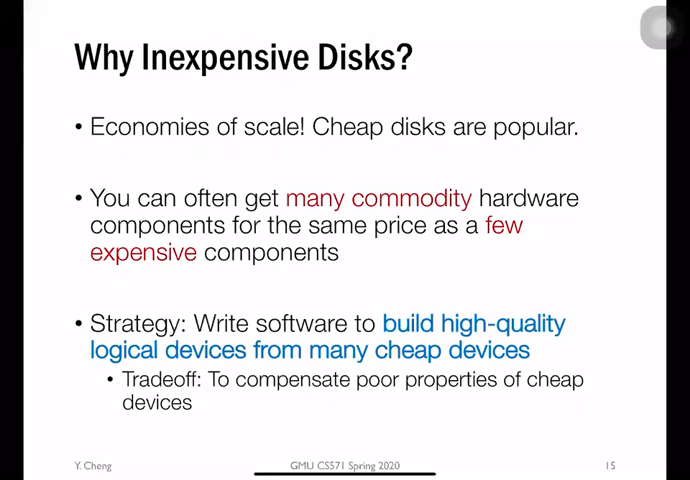 Why Inexpensive Disks?
• Economies of scale! Cheap disks are popular.
• You can often get many commodity hardware
components for the same price as a few
expensive components
• Strategy: Write software to build high-quality
logical devices from many cheap devices
• Tradeoff: To compensate poor properties of cheap
devices
Y. Cheng
GMU CS571 Spring 2020
15